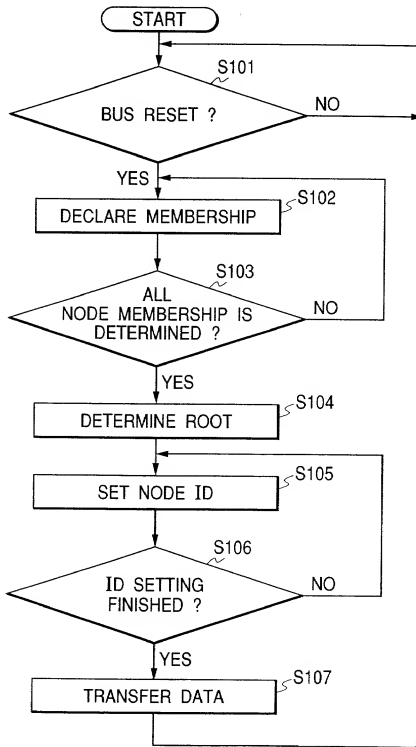 START
S101
BUS RESET ?
NO
YES
S102
DECLARE MEMBERSHIP
S103
ALL
NODE MEMBERSHIP IS
DETERMINED ?
NO
YES
S104
DETERMINE ROOT
S105
SET NODE ID
S106
ID SETTING
FINISHED ?
NO
YES
S107
TRANSFER DATA